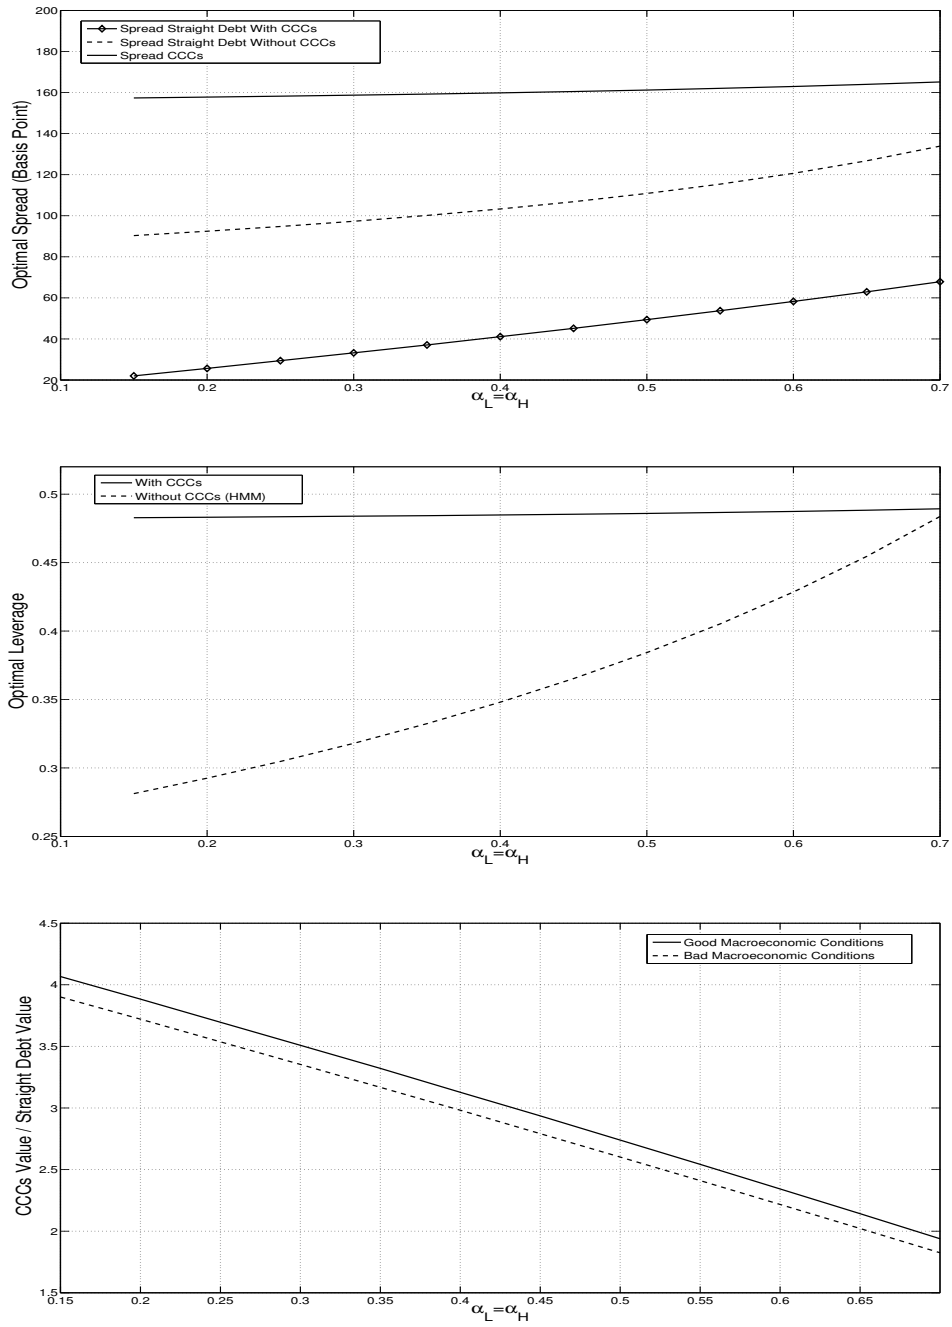 200
180
160
140
120
100
80
60
40
20
Optimal Spread (Basis Point)
Spread Straight Debt With CCCs
Spread Straight Debt Without CCCs
Spread CCCs
0.1 0.2 0.3 0.4 0.5 0.6 0.7
α_L=α_H
0.5
0.45
0.4
0.35
0.3
0.25
Optimal Leverage
With CCCs
Without CCCs (HMM)
0.1 0.2 0.3 0.4 0.5 0.6 0.7
α_L=α_H
4.5
4
3.5
3
2.5
2
1.5
CCCs Value / Straight Debt Value
Good Macroeconomic Conditions
Bad Macroeconomic Conditions
0.15 0.2 0.25 0.3 0.35 0.4 0.45 0.5 0.55 0.6 0.65
α_L=α_H